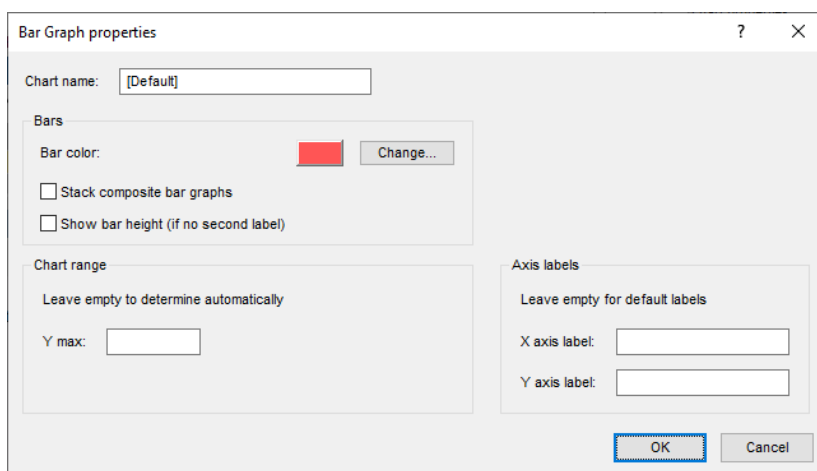 Bar Graph properties
?
Chart name:
[Default]
Bars
Bar color:
Change...
Stack composite bar graphs
Show bar height (if no second label)
Chart range
Leave empty to determine automatically
Y max:
Axis labels
Leave empty for default labels
X axis label:
Y axis label:
OK
Cancel